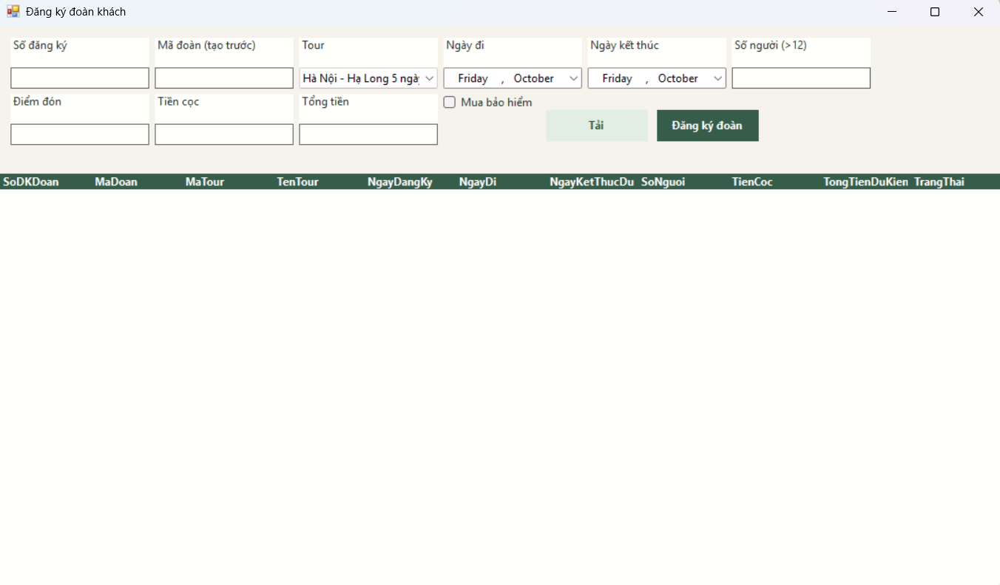 Đăng ký đoàn khách
Số đăng ký Mã đoàn (tạo trước) Tour Ngày đi Ngày kết thúc Số người (>12)
Hà Nội - Hạ Long 5 ngày Friday , October Friday , October
Điểm đón Tiền cọc Tổng tiền Mua bảo hiểm
Tải Đăng ký đoàn
SoDKDoan MaDoan MaTour TenTour NgayDangKy NgayDi NgayKetThucDu SoNguoi TienCoc TongTienDuKien TrangThai